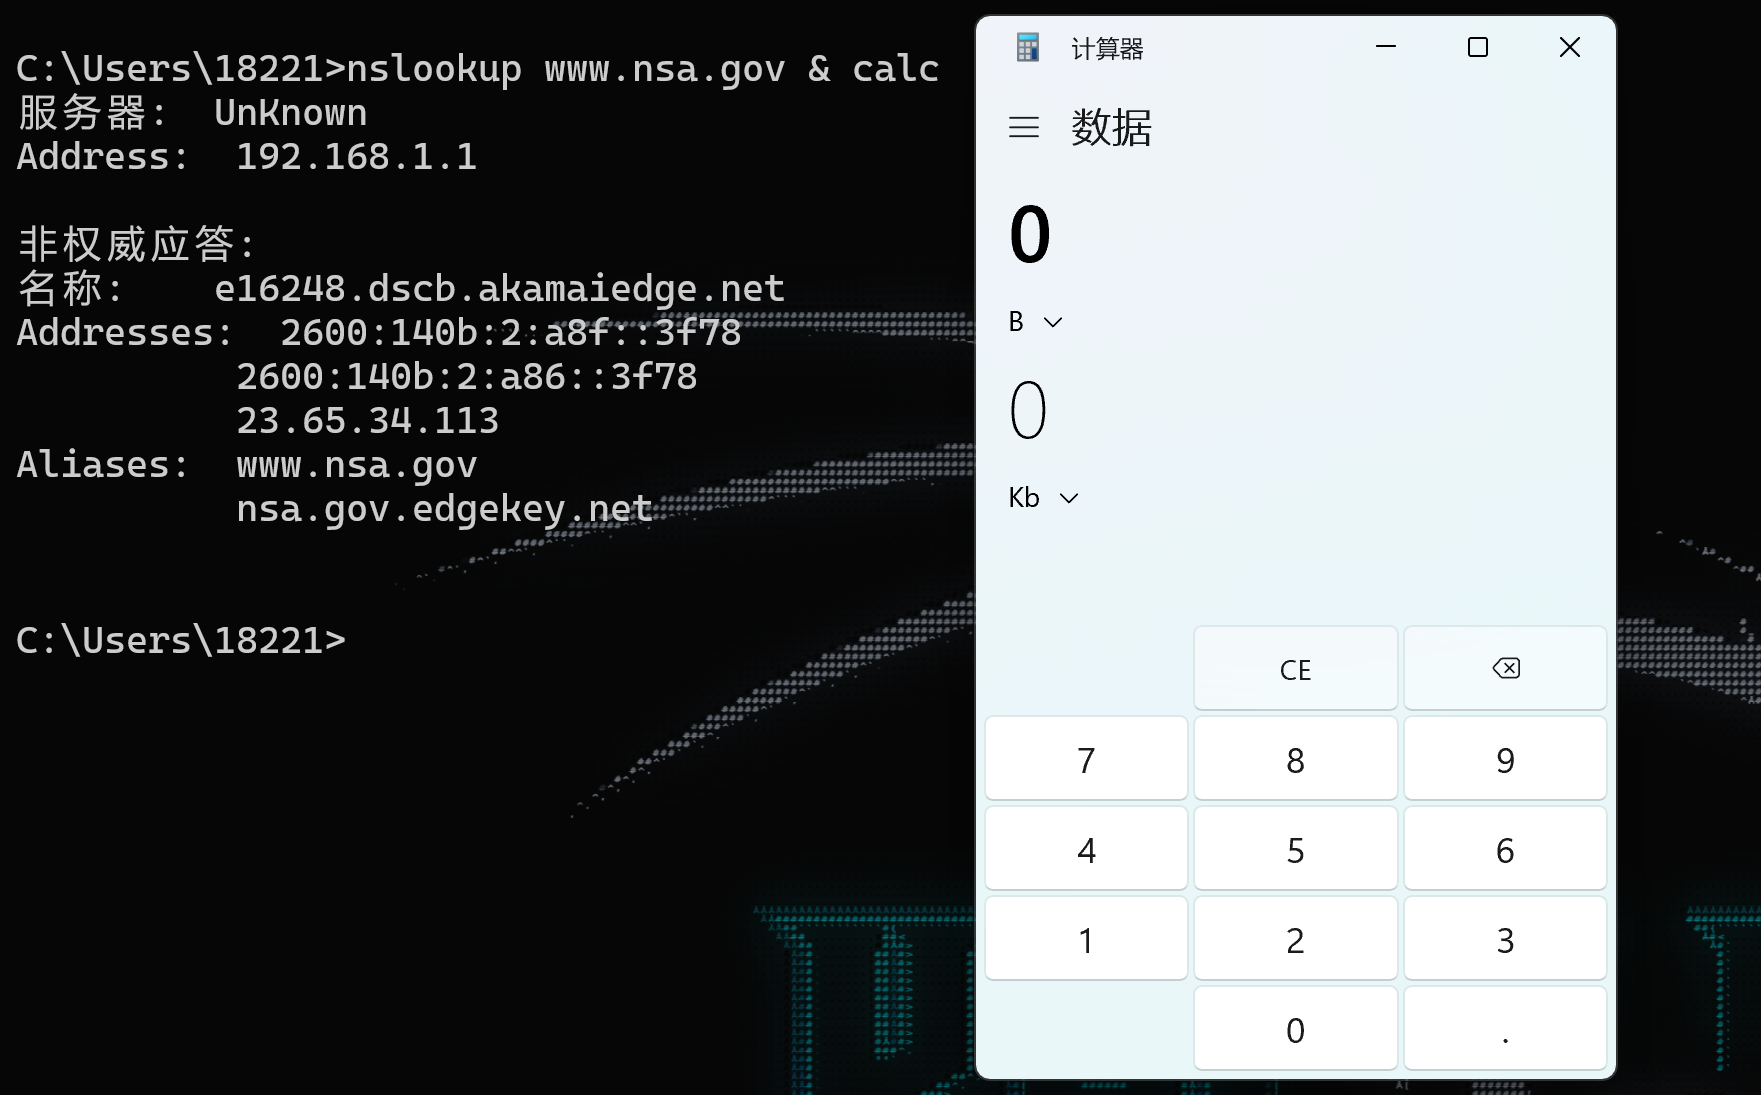 C:\Users\18221>nslookup www.nsa.gov & calc
服务器:  UnKnown
Address:  192.168.1.1
非权威应答:
名称:    e16248.dscb.akamaiedge.net
Addresses:  2600:140b:2:a8f::3f78
2600:140b:2:a86::3f78
23.65.34.113
Aliases:  www.nsa.gov
nsa.gov.edgekey.net
C:\Users\18221>
计算器
数据
0
B
0
Kb
CE
7 8 9
4 5 6
1 2 3
0 .